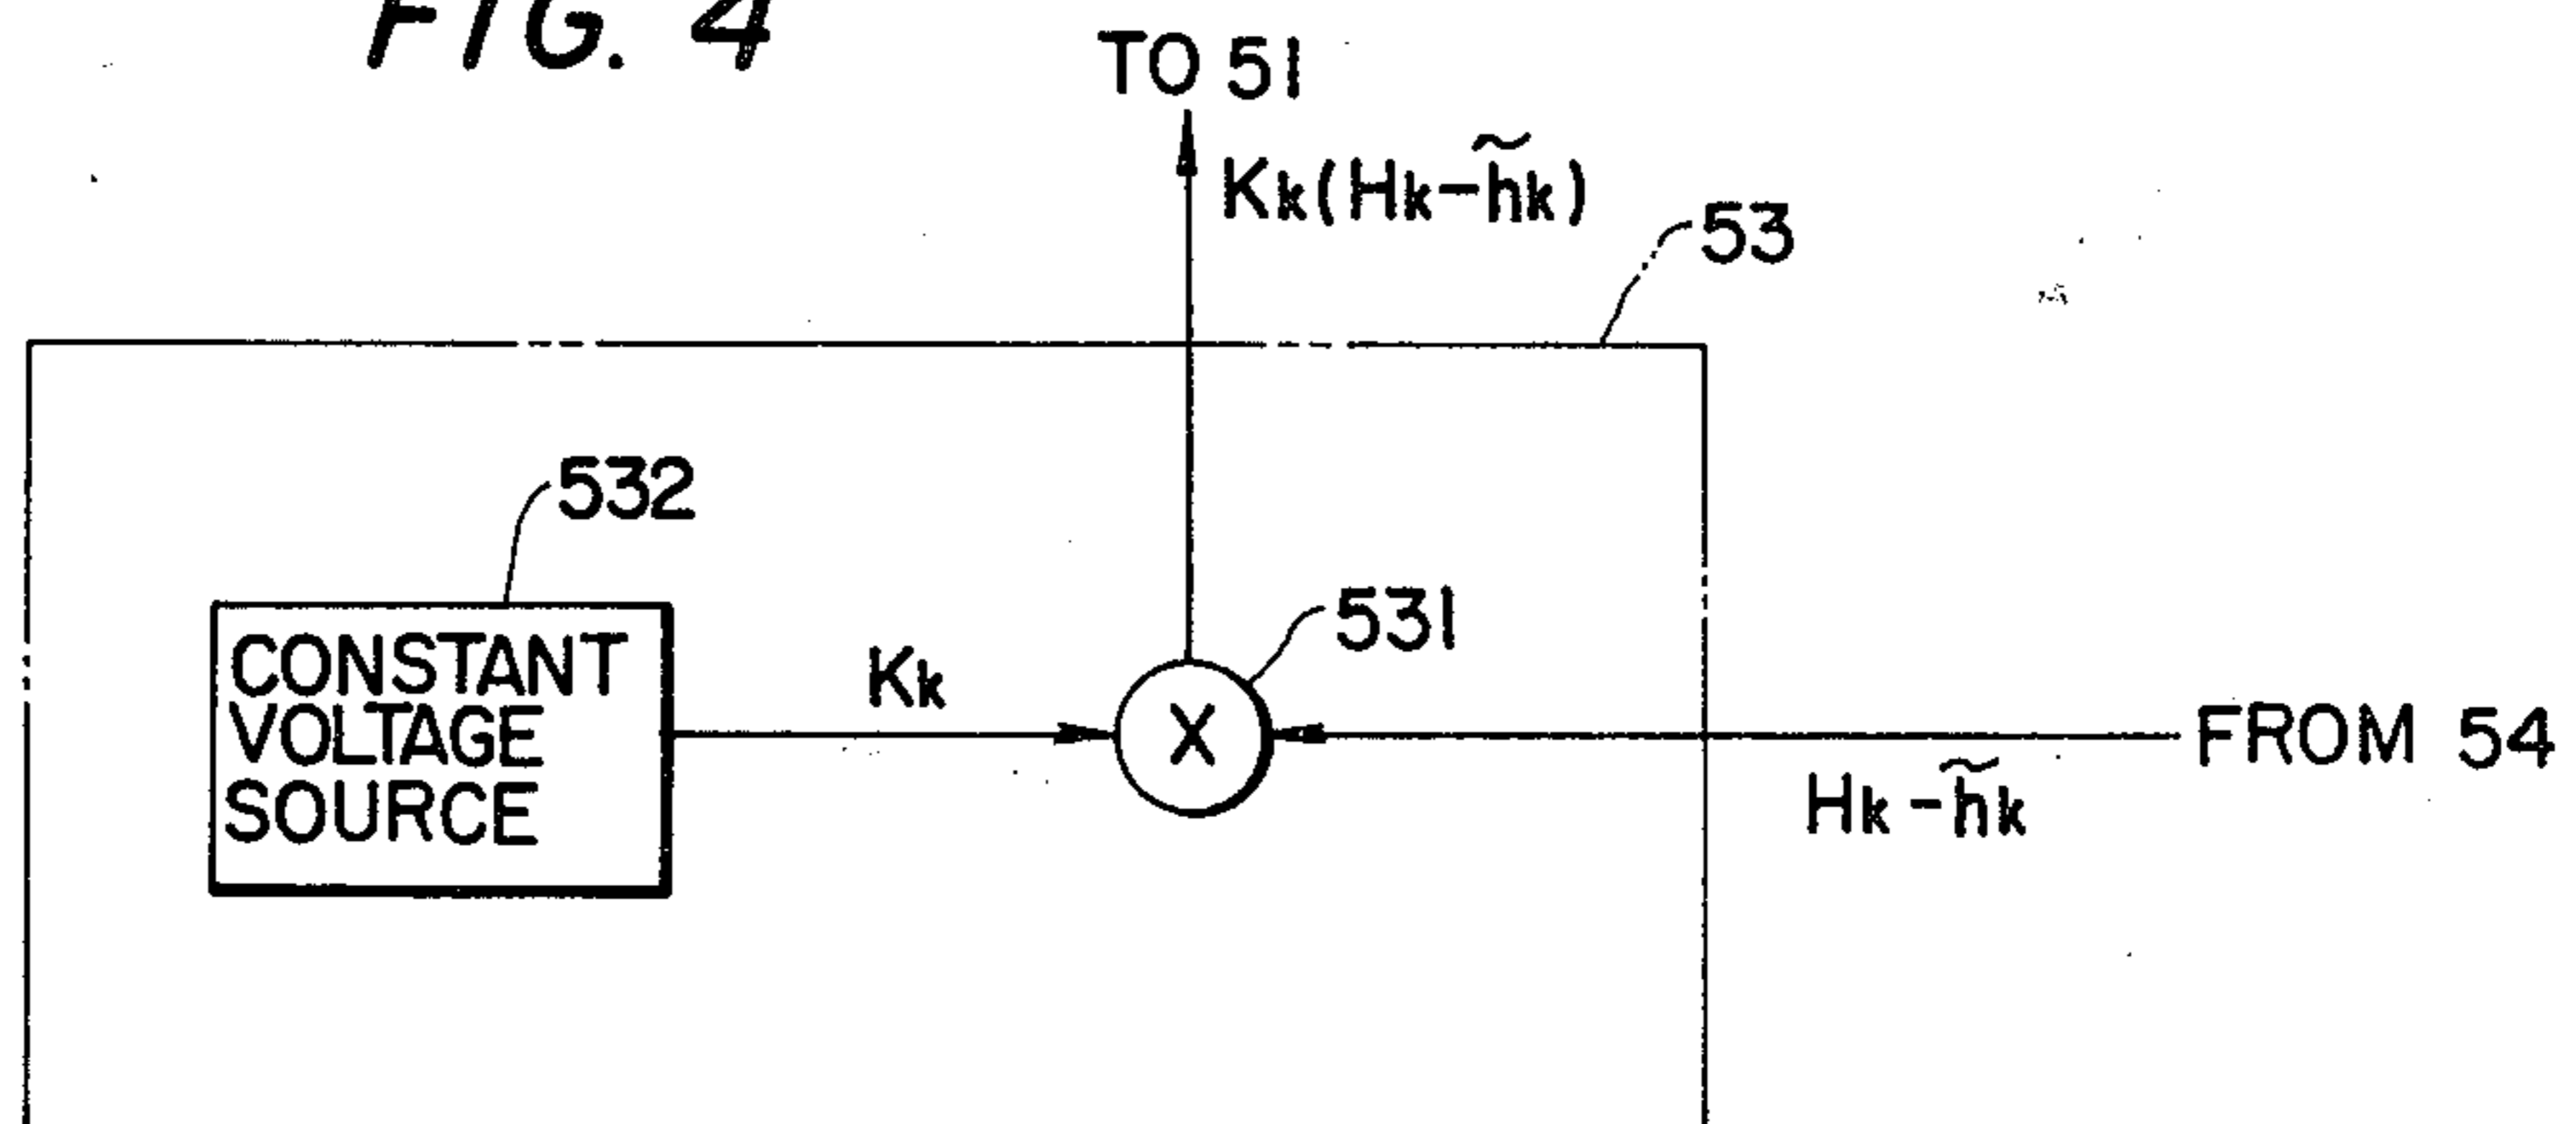 FIG. 4
TO 51
Kk(Hk-h̃k)
53
532
CONSTANT
VOLTAGE
SOURCE
Kk
531
X
FROM 54
Hk-h̃k